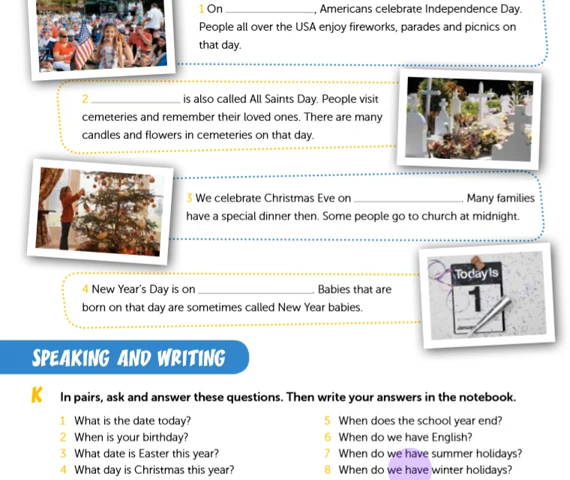 1 On ______________, Americans celebrate Independence Day.
People all over the USA enjoy fireworks, parades and picnics on
that day.
2 ______________ is also called All Saints Day. People visit
cemeteries and remember their loved ones. There are many
candles and flowers in cemeteries on that day.
3 We celebrate Christmas Eve on ________________. Many families
have a special dinner then. Some people go to church at midnight.
4 New Year's Day is on ________________. Babies that are
born on that day are sometimes called New Year babies.
Today Is
1
January
SPEAKING AND WRITING
K In pairs, ask and answer these questions. Then write your answers in the notebook.
1 What is the date today?
2 When is your birthday?
3 What date is Easter this year?
4 What day is Christmas this year?
5 When does the school year end?
6 When do we have English?
7 When do we have summer holidays?
8 When do we have winter holidays?